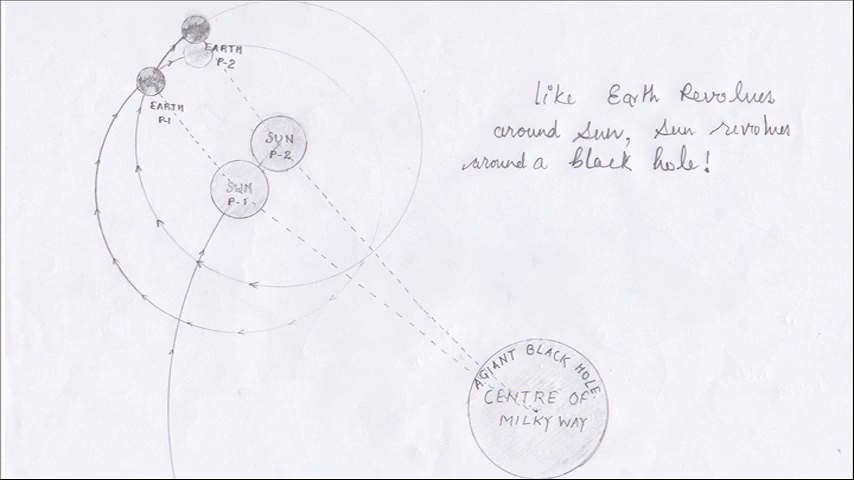 EARTH
P-2
EARTH
P-1
SUN
P-2
SUN
P-1
like Earth Revolves
around sun, sun revolves
around a black hole!
A GIANT BLACK HOLE
CENTRE OF
MILKY WAY